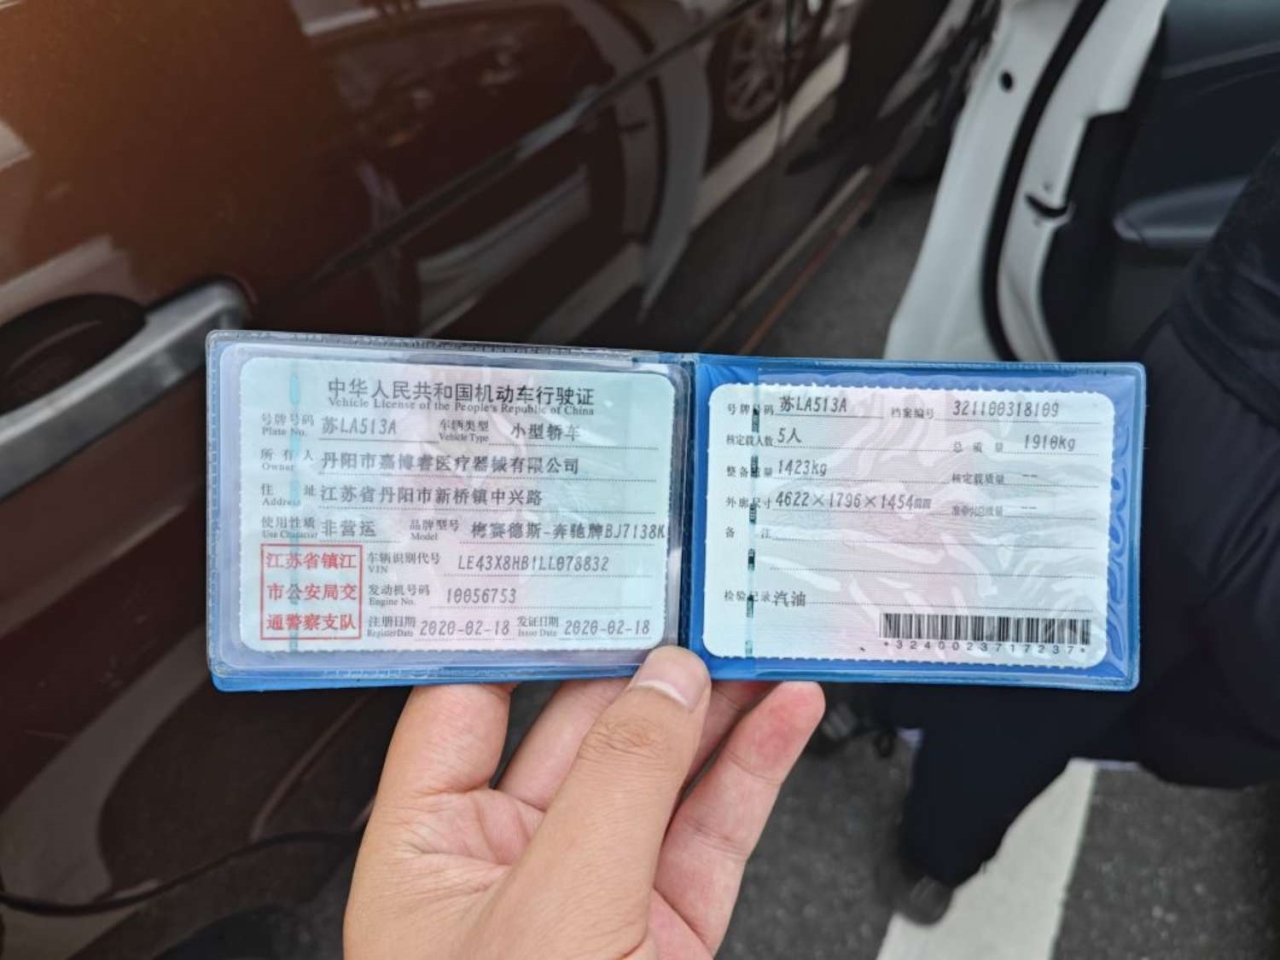 中华人民共和国机动车行驶证
Vehicle License of the People's Republic of China
号牌号码 苏LA513A 车辆类型 小型轿车
Plate No. Vehicle Type
所有人 丹阳市嘉博睿医疗器械有限公司
Owner
住址 江苏省丹阳市新桥镇中兴路
Address
使用性质 非营运 品牌型号 梅赛德斯-奔驰牌BJ7138K
Use Character Model
江苏省镇江
市公安局交
通警察支队
车辆识别代号 LE43X8HB1LL078832
VIN
发动机号码 10056753
Engine No.
注册日期 2020-02-18 发证日期 2020-02-18
Register Date Issue Date
号牌号码 苏LA513A 档案编号 321100318109
核定载人数 5人 总质量 1910kg
整备质量 1423kg 核定载质量 --
外廓尺寸 4622×1796×1454 --
备注
检验记录 汽油
*3240023717237*